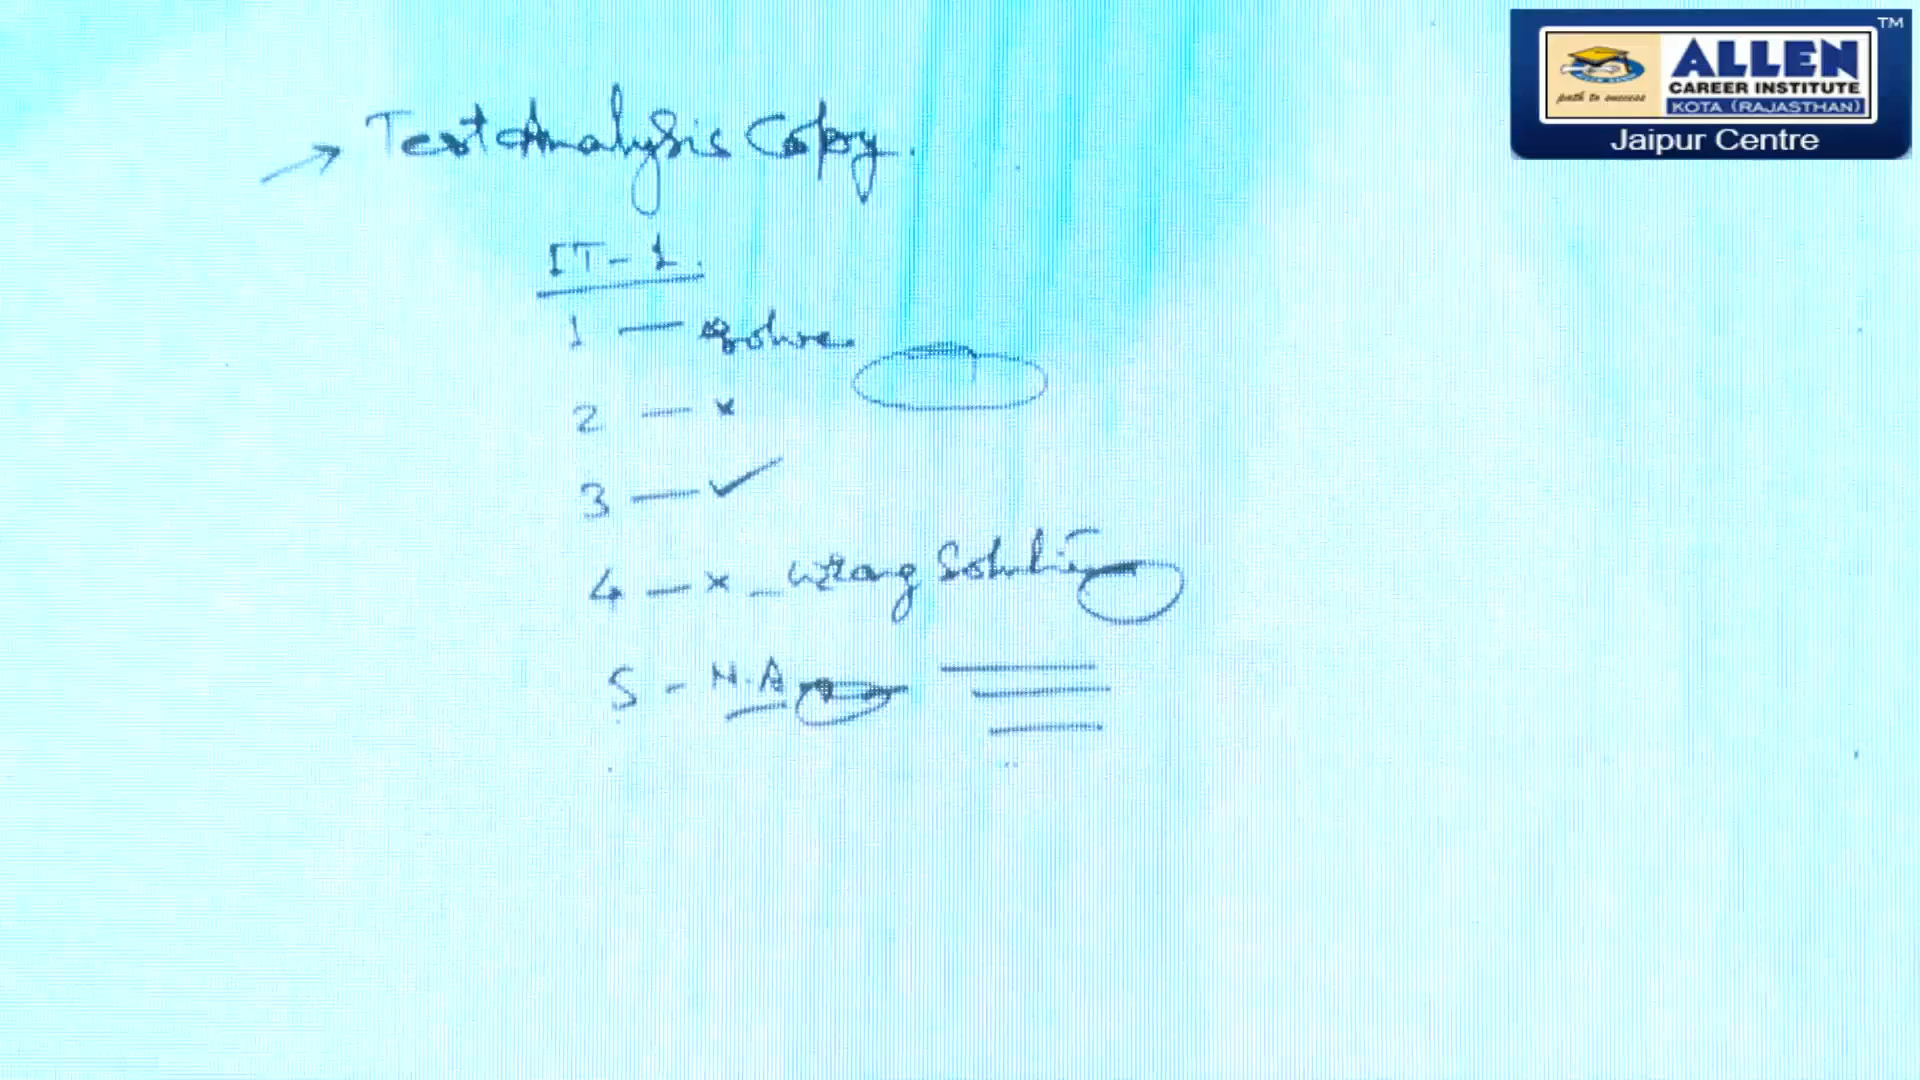 → Test Analysis Copy.
IT-1.
1 — solve
2 — ×
3 — ✓
4 — × — wrong Solution
5 - N.A
ALLEN
TM
CAREER INSTITUTE
KOTA (RAJASTHAN)
path to success
Jaipur Centre